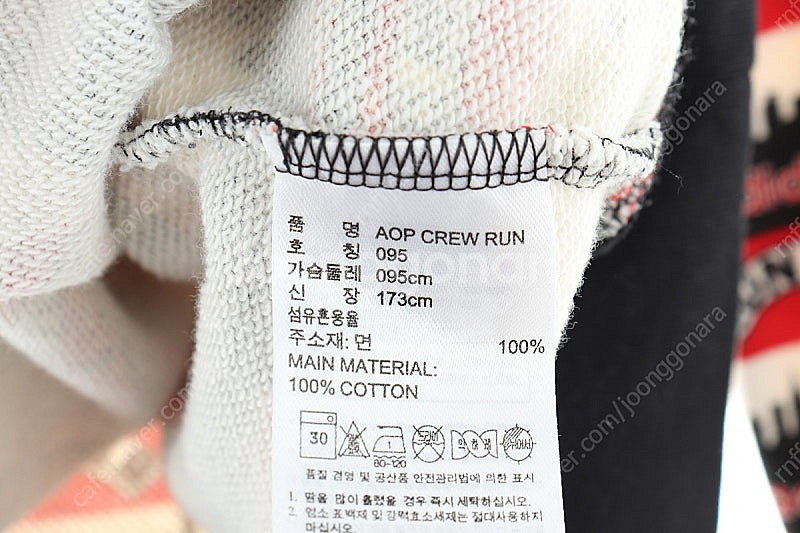 품 명 AOP CREW RUN
호 칭 095
가슴둘레 095cm
신 장 173cm
섬유혼용율
주소재: 면 100%
MAIN MATERIAL:
100% COTTON
30
80-120
품질 경영 및 공산품 안전관리법에 의한 표시
1. 땀을 많이 흘렸을 경우 즉시 세탁하십시오.
2. 염소 표백제 및 강력효소세제는 절대사용하지
마십시오.
cafe.naver.com/joonggonara